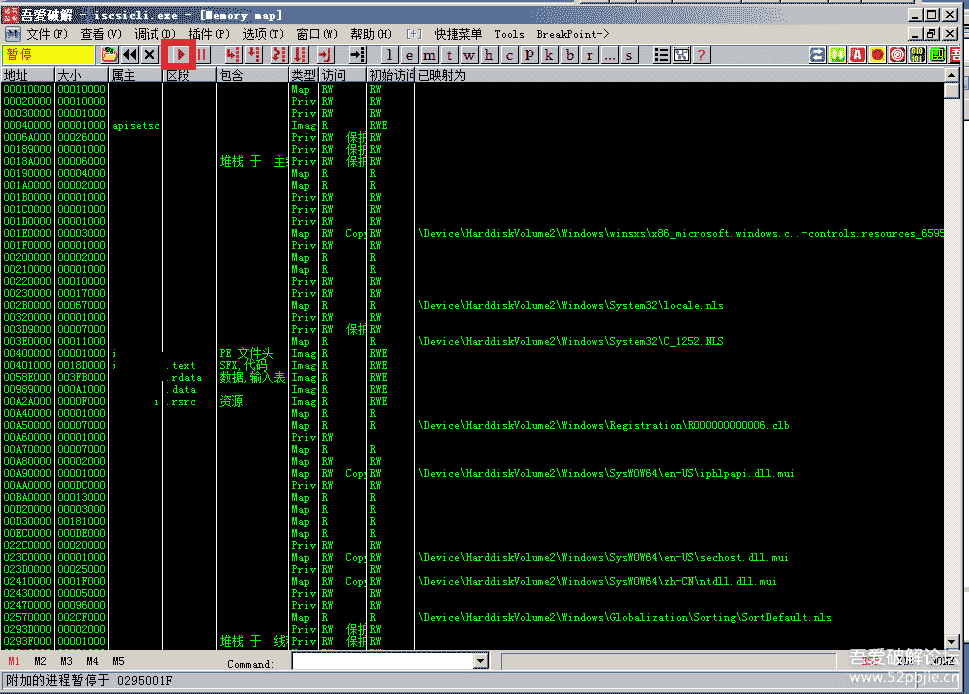 吾爱破解 - iscsicli.exe - [Memory map]
文件(F) 查看(V) 调试(D) 插件(P) 选项(T) 窗口(W) 帮助(H) [+] 快捷菜单 Tools BreakPoint->
暂停 l e m t w h c p k b r ... s ?
地址 大小 属主 区段 包含 类型 访问 初始访问 已映射为
00010000 00010000 Map RW RW
00020000 00010000 Priv RW RW
00030000 00001000 Priv RW RW
00040000 00001000 apisetsc Imag R RWE
0006A000 00026000 Priv RW 保护 RW
00189000 00001000 Priv RW 保护 RW
0018A000 00006000 堆栈 于 主 Priv RW 保护 RW
00190000 00004000 Map R R
001A0000 00002000 Map R R
001B0000 00001000 Priv RW RW
001C0000 00001000 Priv RW RW
001D0000 00001000 Priv RW RW
001E0000 00003000 Map RW Copy RW \Device\HarddiskVolume2\Windows\winsxs\x86_microsoft.windows.c..-controls.resources_6595
001F0000 00001000 Priv RW RW
00200000 00002000 Map R R
00210000 00001000 Map R R
00220000 00010000 Priv RW RW
00230000 00017000 Priv RW RW
002B0000 00067000 Map R R \Device\HarddiskVolume2\Windows\System32\locale.nls
00320000 00001000 Priv RW RW
003D9000 00007000 Priv RW 保护 RW
003E0000 00011000 Map R R \Device\HarddiskVolume2\Windows\System32\C_1252.NLS
00400000 00001000 i PE 文件头 Imag R RWE
00401000 0018D000 .text SFX,代码 Imag R RWE
0058E000 003FB000 .rdata 数据,输入表 Imag R RWE
00989000 000A1000 .data Imag R RWE
00A2A000 0000F000 .rsrc 资源 Imag R RWE
00A40000 00001000 Map R R
00A50000 00007000 Map R R \Device\HarddiskVolume2\Windows\Registration\R000000000006.clb
00A60000 00001000 Priv RW
00A70000 00007000 Map R R
00A80000 00002000 Map RW RW
00A90000 00001000 Map RW Copy RW \Device\HarddiskVolume2\Windows\SysWOW64\en-US\iphlpapi.dll.mui
00AA0000 000DC000 Priv RW RW
00BA0000 00013000 Map R R
00D20000 00003000 Map R R
00D30000 00181000 Map R R
00EC0000 000DE000 Map R R
022C0000 00020000 Priv RW RW
023C0000 00001000 Map RW Copy RW \Device\HarddiskVolume2\Windows\SysWOW64\en-US\sechost.dll.mui
023D0000 00025000 Priv RW RW
02410000 0001F000 Map RW Copy RW \Device\HarddiskVolume2\Windows\SysWOW64\zh-CN\ntdll.dll.mui
02430000 00005000 Priv RW RW
02470000 00096000 Priv RW RW
02570000 002CF000 Map R R \Device\HarddiskVolume2\Windows\Globalization\Sorting\SortDefault.nls
0293D000 00002000 Priv RW 保护 RW
0293F000 00001000 堆栈 于 线 Priv RW 保护 RW
M1 M2 M3 M4 M5 Command:
吾爱破解论坛
附加的进程暂停于 0295001F
www.52pojie.cn